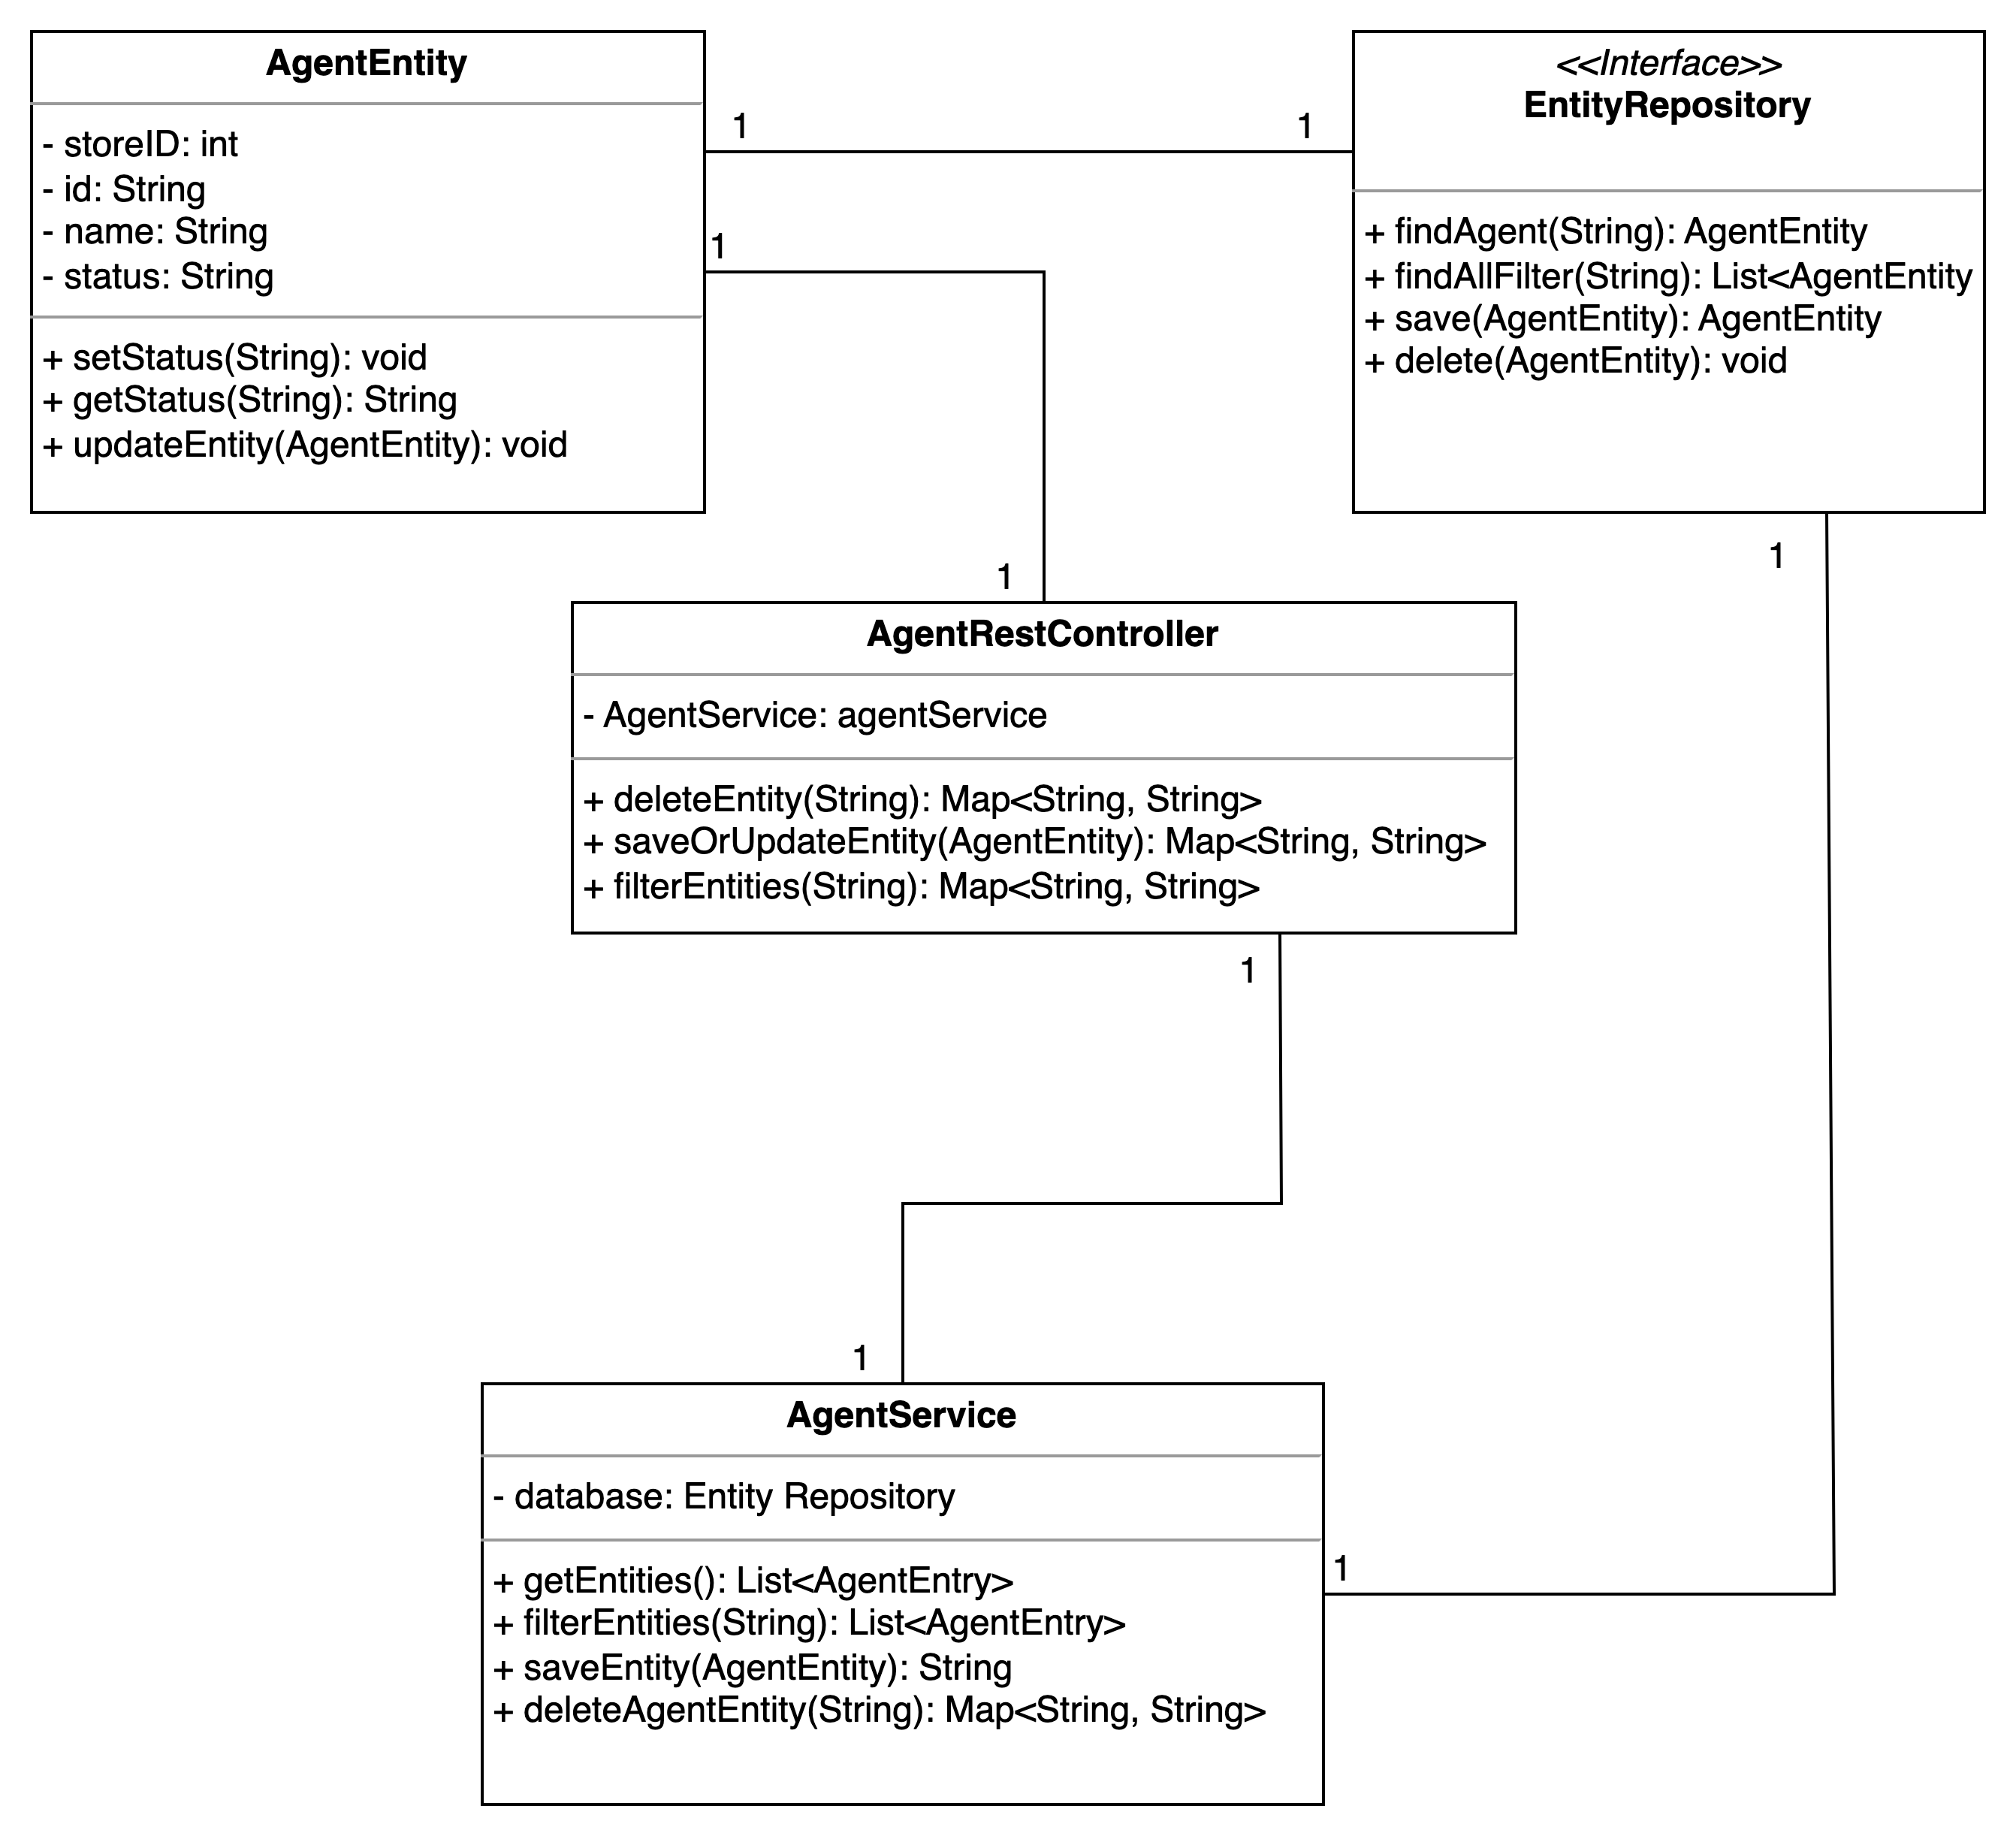 AgentEntity
- storeID: int
- id: String
- name: String
- status: String
+ setStatus(String): void
+ getStatus(String): String
+ updateEntity(AgentEntity): void
1
1
<<Interface>>
EntityRepository
+ findAgent(String): AgentEntity
+ findAllFilter(String): List<AgentEntity
+ save(AgentEntity): AgentEntity
+ delete(AgentEntity): void
1
1
1
AgentRestController
- AgentService: agentService
+ deleteEntity(String): Map<String, String>
+ saveOrUpdateEntity(AgentEntity): Map<String, String>
+ filterEntities(String): Map<String, String>
1
1
AgentService
- database: Entity Repository
+ getEntities(): List<AgentEntry>
+ filterEntities(String): List<AgentEntry>
+ saveEntity(AgentEntity): String
+ deleteAgentEntity(String): Map<String, String>
1